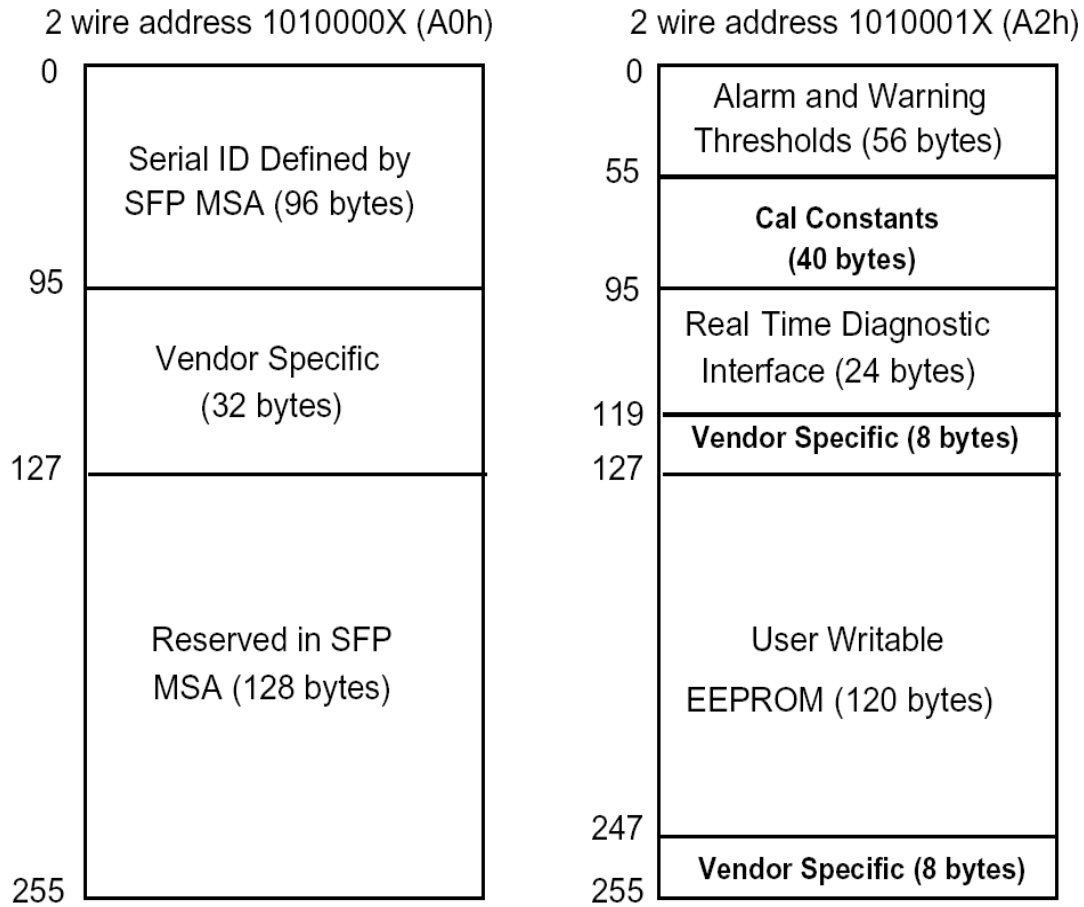 2 wire address 1010000X (A0h)
0
Serial ID Defined by
SFP MSA (96 bytes)
95
Vendor Specific
(32 bytes)
127
Reserved in SFP
MSA (128 bytes)
255
2 wire address 1010001X (A2h)
0
Alarm and Warning
Thresholds (56 bytes)
55
Cal Constants
(40 bytes)
95
Real Time Diagnostic
Interface (24 bytes)
119
Vendor Specific (8 bytes)
127
User Writable
EEPROM (120 bytes)
247
Vendor Specific (8 bytes)
255